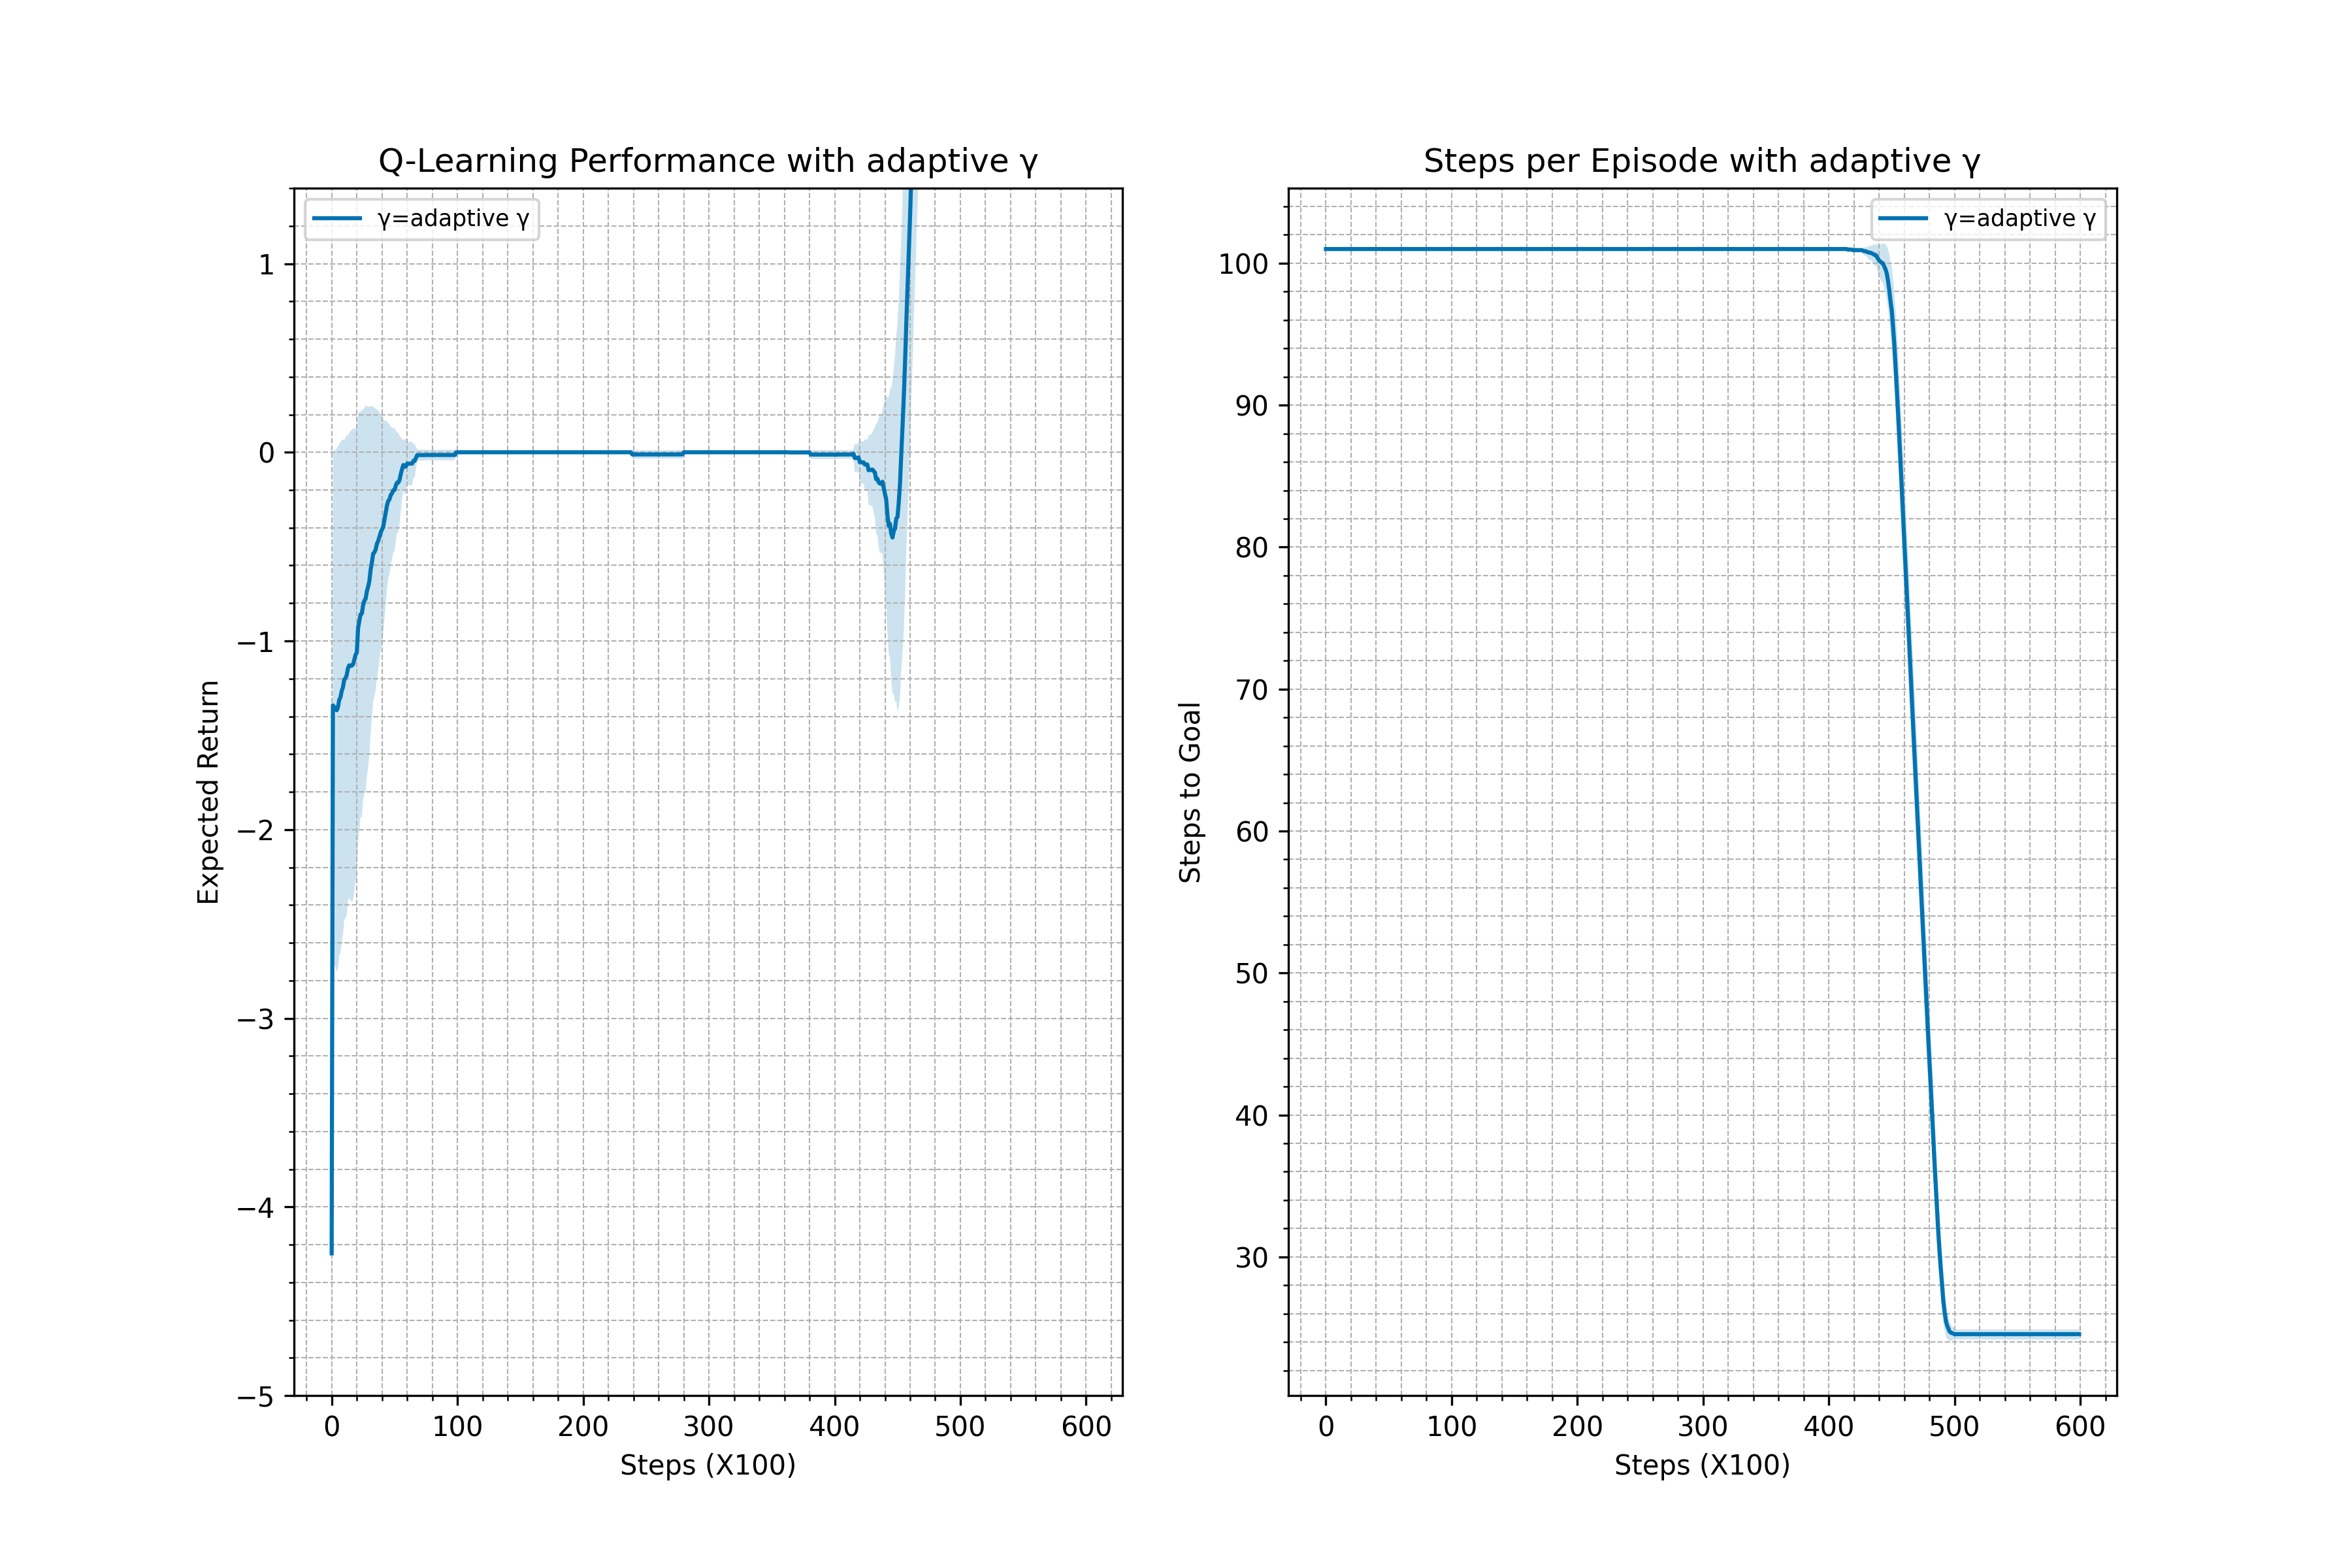 Q-Learning Performance with adaptive γ
γ=adaptive γ
Expected Return
1
0
−1
−2
−3
−4
−5
0 100 200 300 400 500 600
Steps (X100)
Steps per Episode with adaptive γ
γ=adaptive γ
Steps to Goal
100
90
80
70
60
50
40
30
0 100 200 300 400 500 600
Steps (X100)